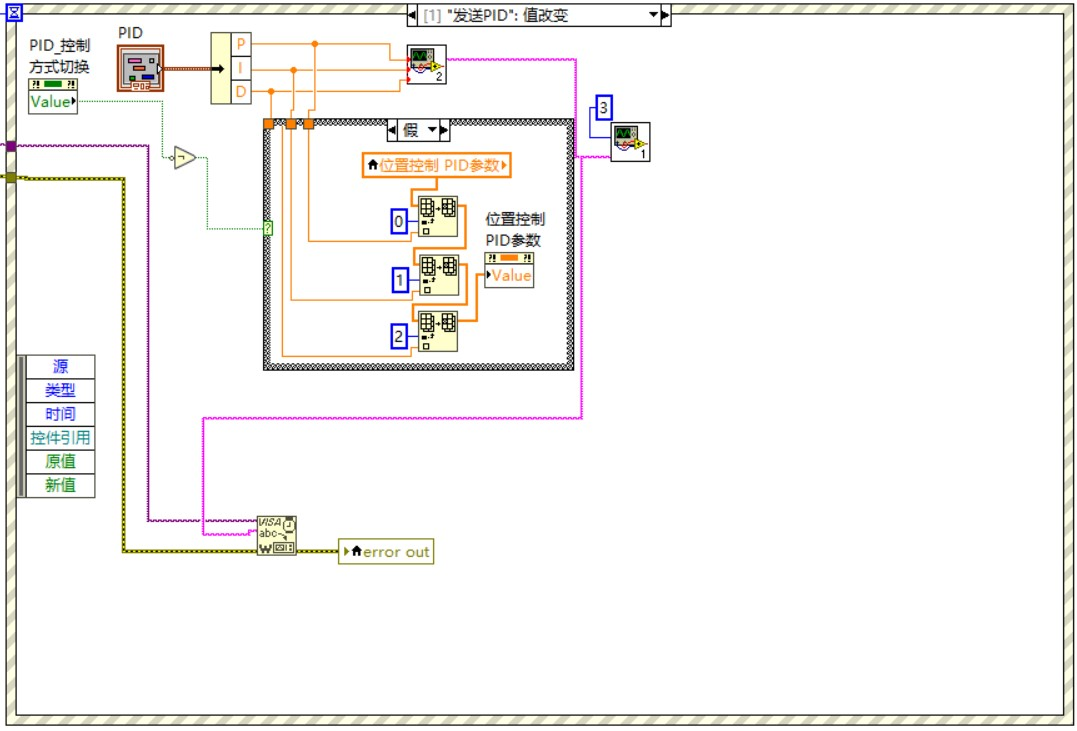 [1] "发送PID": 值改变
PID_控制
方式切换
Value
PID
P
I
D
2
3
1
假
位置控制 PID参数
0
1
2
位置控制
PID参数
Value
源
类型
时间
控件引用
原值
新值
VISA
abc
W
error out